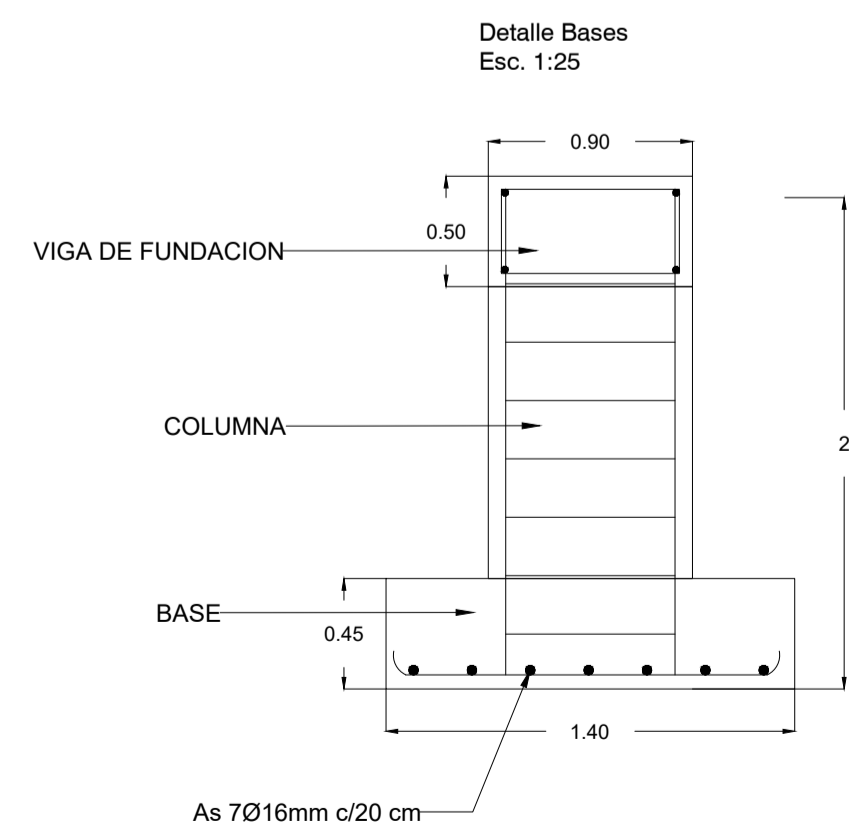 Detalle Bases
Esc. 1:25
0.90
0.50
VIGA DE FUNDACION
COLUMNA
2
BASE
0.45
1.40
As 7Ø16mm c/20 cm